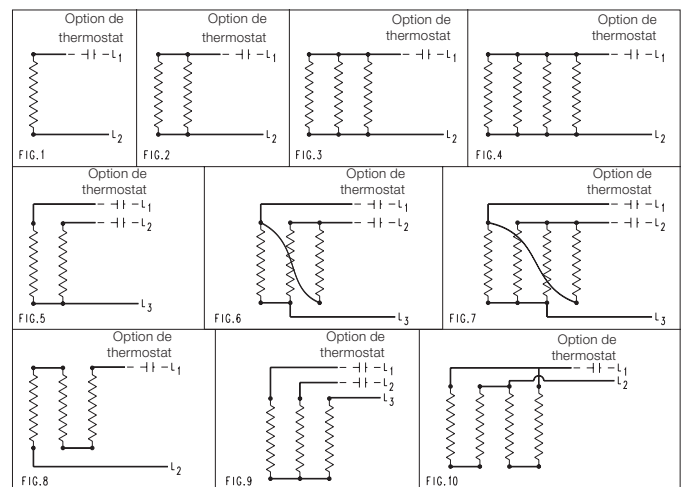 Option de
thermostat
L1
L2
FIG.1
Option de
thermostat
L1
L2
FIG.2
Option de
thermostat
L1
L2
FIG.3
Option de
thermostat
L1
L2
FIG.4
Option de
thermostat
L1
L2
L3
FIG.5
Option de
thermostat
L1
L2
L3
FIG.6
Option de
thermostat
L1
L2
L3
FIG.7
Option de
thermostat
L1
L2
FIG.8
Option de
thermostat
L1
L2
L3
FIG.9
Option de
thermostat
L1
L2
FIG.10